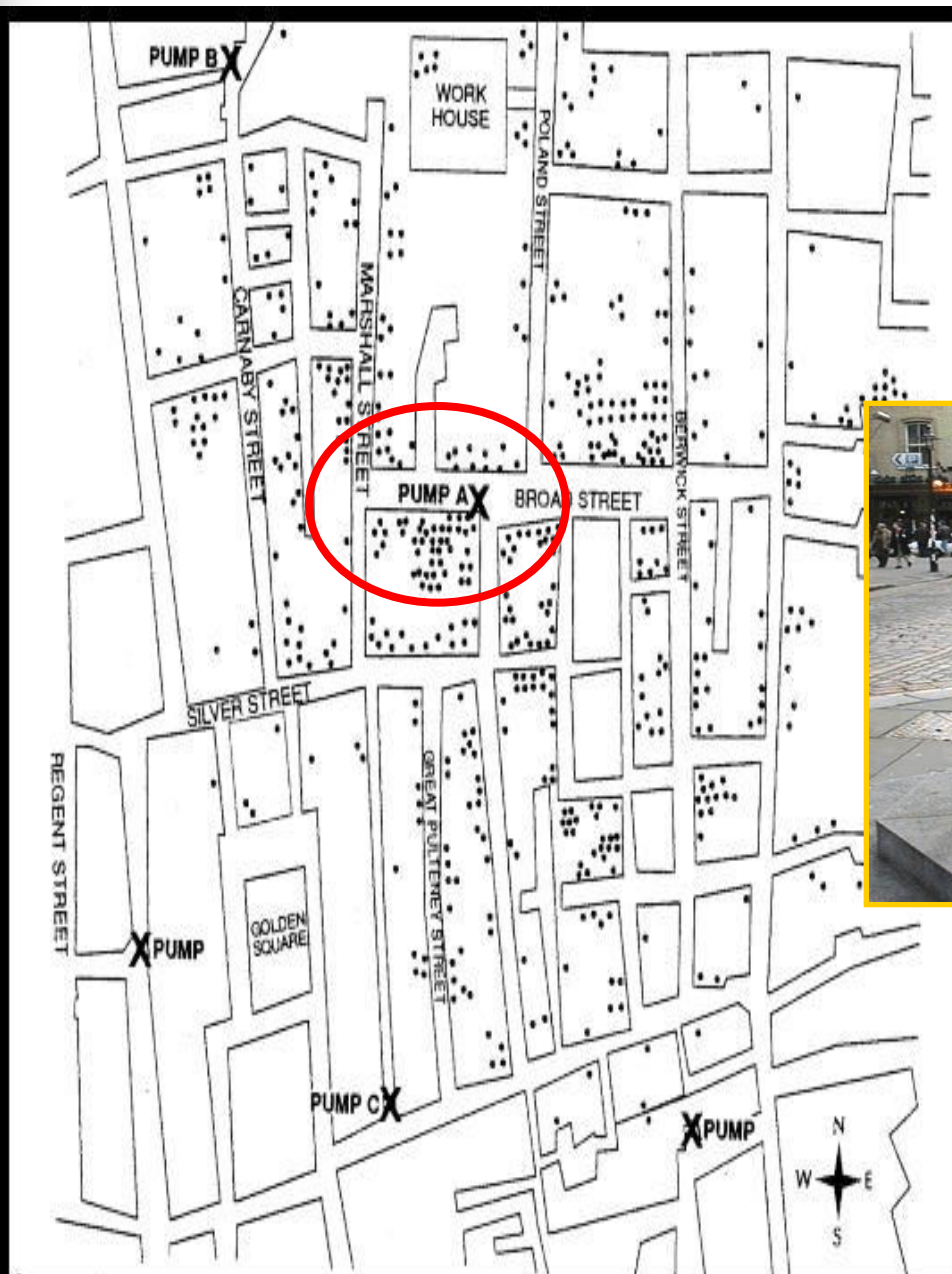 PUMP B
WORK
HOUSE
POLAND STREET
MARSHALL STREET
CARNABY STREET
BERWICK STREET
PUMP A
BROAD STREET
SILVER STREET
REGENT STREET
GREAT PULTENEY STREET
GOLDEN
SQUARE
PUMP
PUMP C
PUMP
N
W
E
S